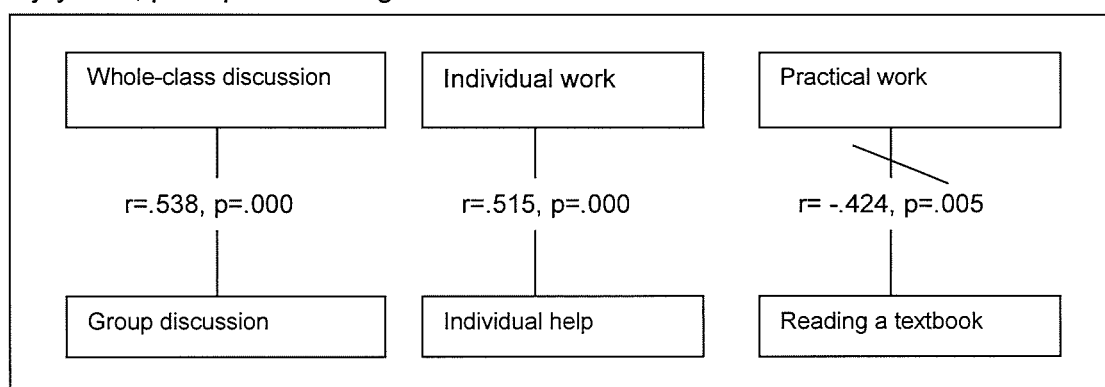 Whole-class discussion
Individual work
Practical work
r=.538, p=.000
r=.515, p=.000
r= -.424, p=.005
Group discussion
Individual help
Reading a textbook